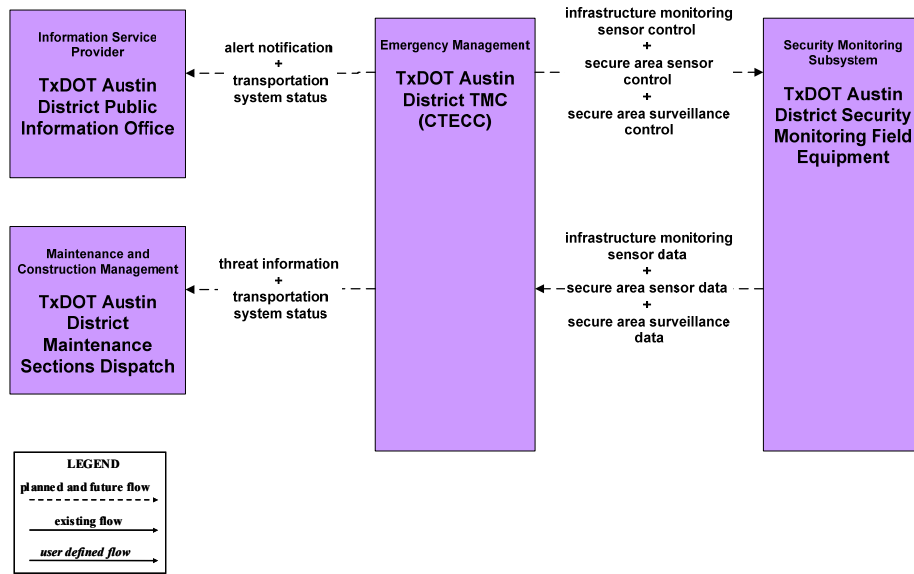 Information Service
Provider
TxDOT Austin
District Public
Information Office
alert notification
+
transportation
system status
Emergency Management
TxDOT Austin
District TMC
(CTECC)
infrastructure monitoring
sensor control
+
secure area sensor
control
+
secure area surveillance
control
Security Monitoring
Subsystem
TxDOT Austin
District Security
Monitoring Field
Equipment
Maintenance and
Construction Management
TxDOT Austin
District
Maintenance
Sections Dispatch
threat information
+
transportation
system status
infrastructure monitoring
sensor data
+
secure area sensor data
+
secure area surveillance
data
LEGEND
planned and future flow
existing flow
user defined flow